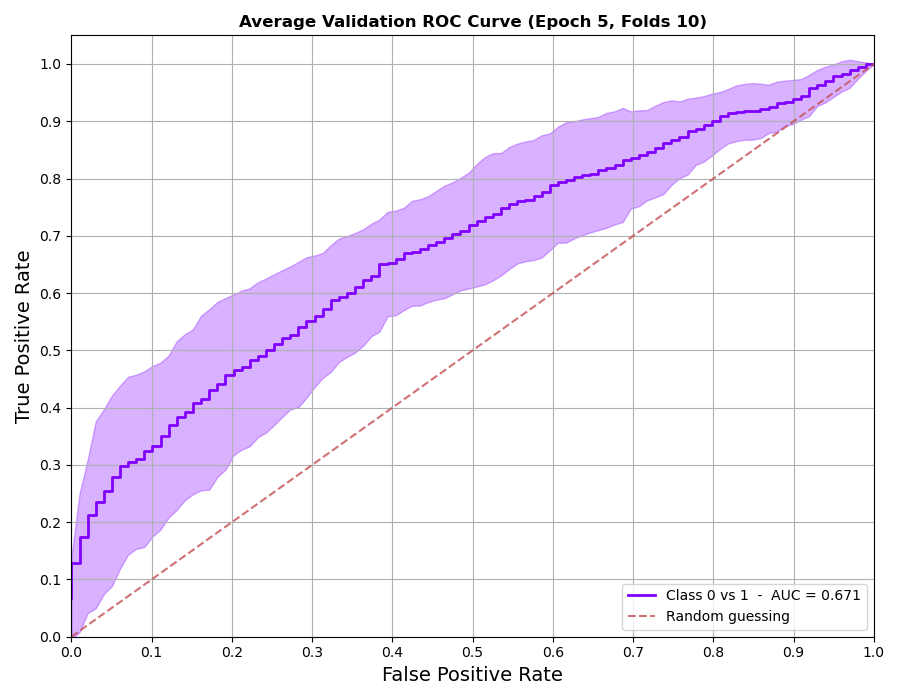 Average Validation ROC Curve (Epoch 5, Folds 10)
True Positive Rate
1.0
0.9
0.8
0.7
0.6
0.5
0.4
0.3
0.2
0.1
0.0
Class 0 vs 1 - AUC = 0.671
Random guessing
0.0 0.1 0.2 0.3 0.4 0.5 0.6 0.7 0.8 0.9 1.0
False Positive Rate